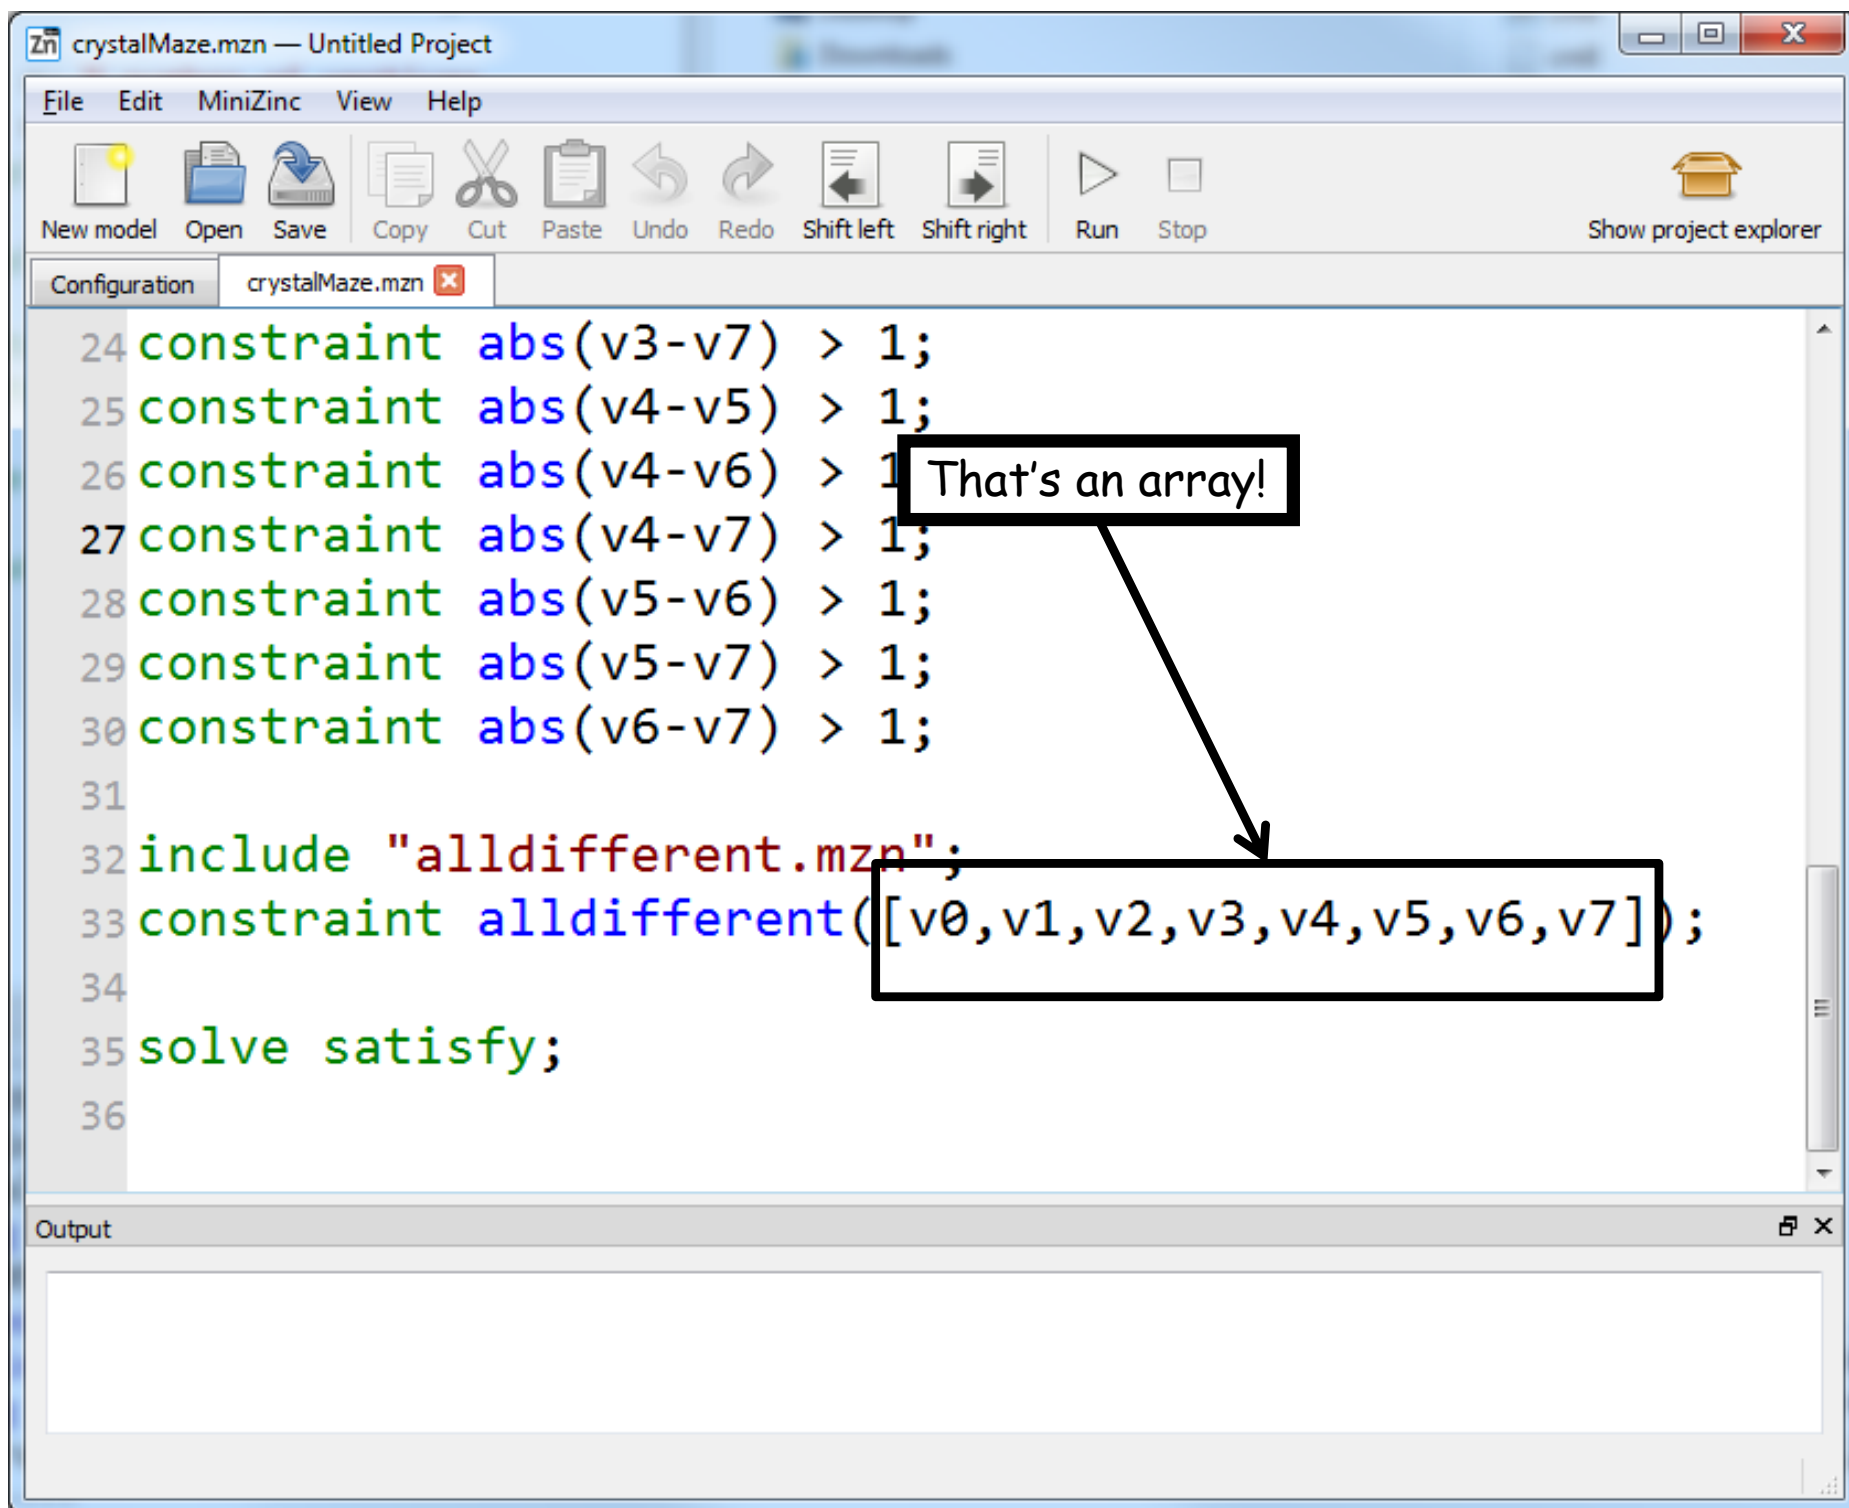 Zn crystalMaze.mzn — Untitled Project
File Edit MiniZinc View Help
New model Open Save Copy Cut Paste Undo Redo Shift left Shift right Run Stop Show project explorer
Configuration crystalMaze.mzn
24 constraint abs(v3-v7) > 1;
25 constraint abs(v4-v5) > 1;
26 constraint abs(v4-v6) > 1
That's an array!
27 constraint abs(v4-v7) > 1;
28 constraint abs(v5-v6) > 1;
29 constraint abs(v5-v7) > 1;
30 constraint abs(v6-v7) > 1;
31
32 include "alldifferent.mzn";
33 constraint alldifferent([v0,v1,v2,v3,v4,v5,v6,v7]);
34
35 solve satisfy;
36
Output